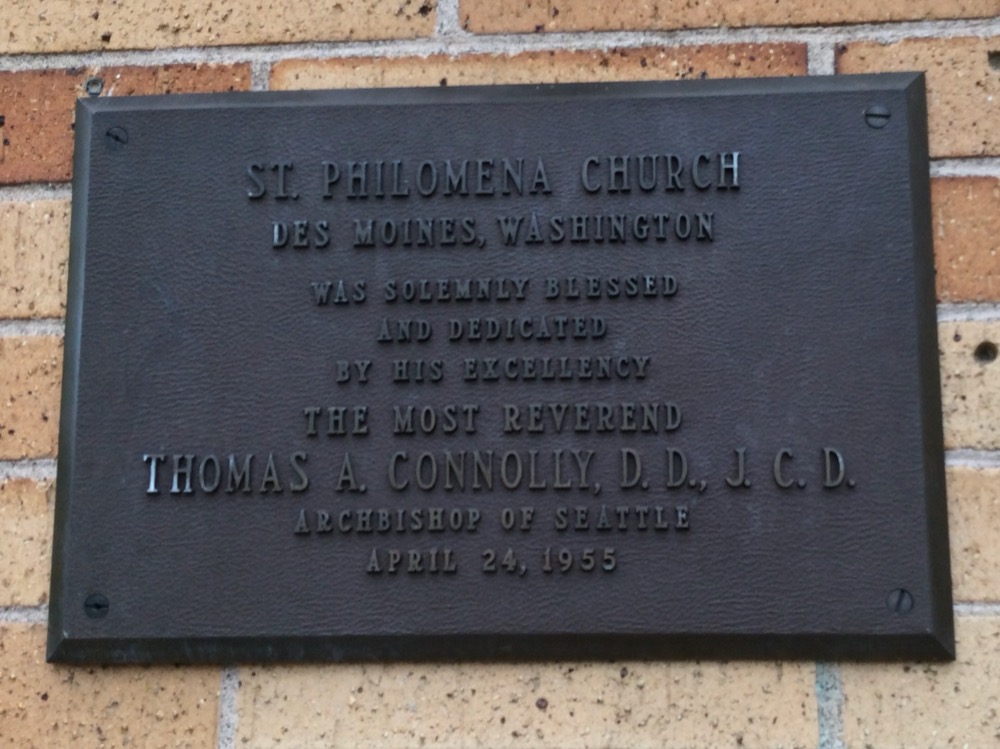 ST. PHILOMENA CHURCH
DES MOINES, WASHINGTON
WAS SOLEMNLY BLESSED
AND DEDICATED
BY HIS EXCELLENCY
THE MOST REVEREND
THOMAS A. CONNOLLY, D. D., J. C. D.
ARCHBISHOP OF SEATTLE
APRIL 24, 1955